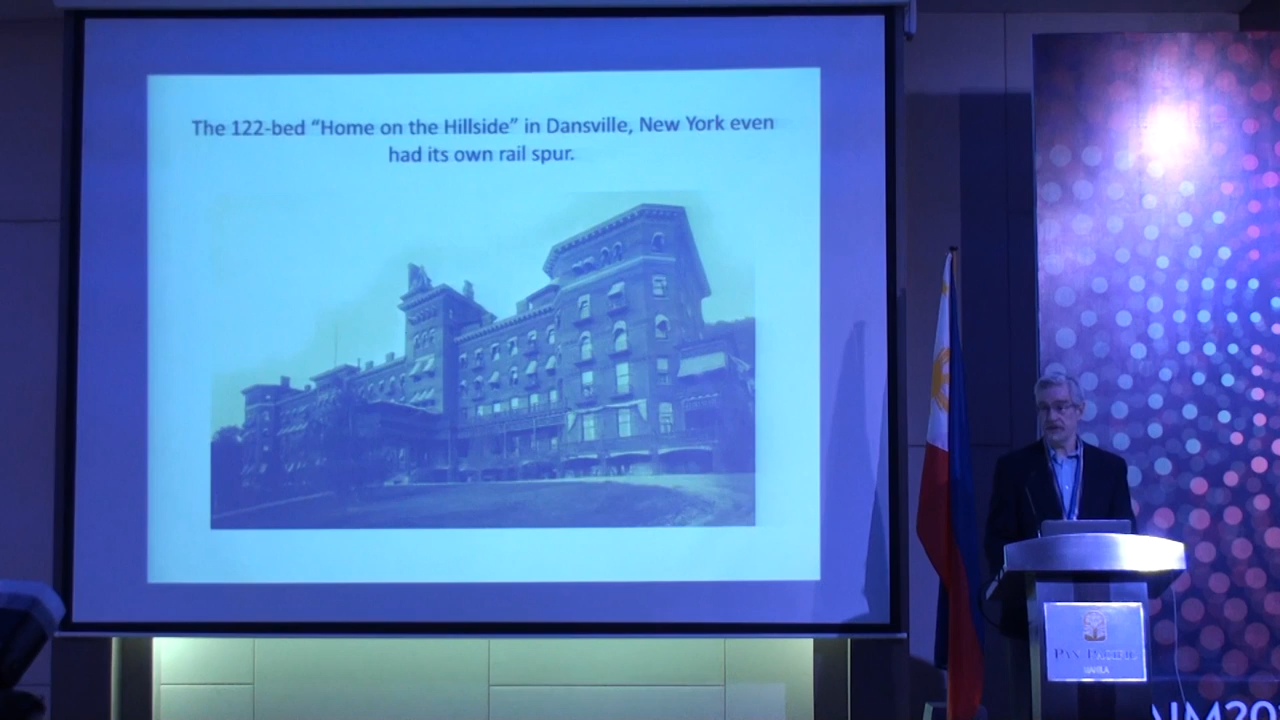 The 122-bed “Home on the Hillside” in Dansville, New York even
had its own rail spur.
PAN PACIFIC
MANILA